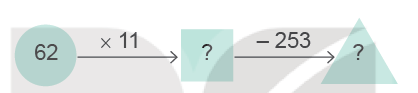 62 × 11 ? – 253 ?